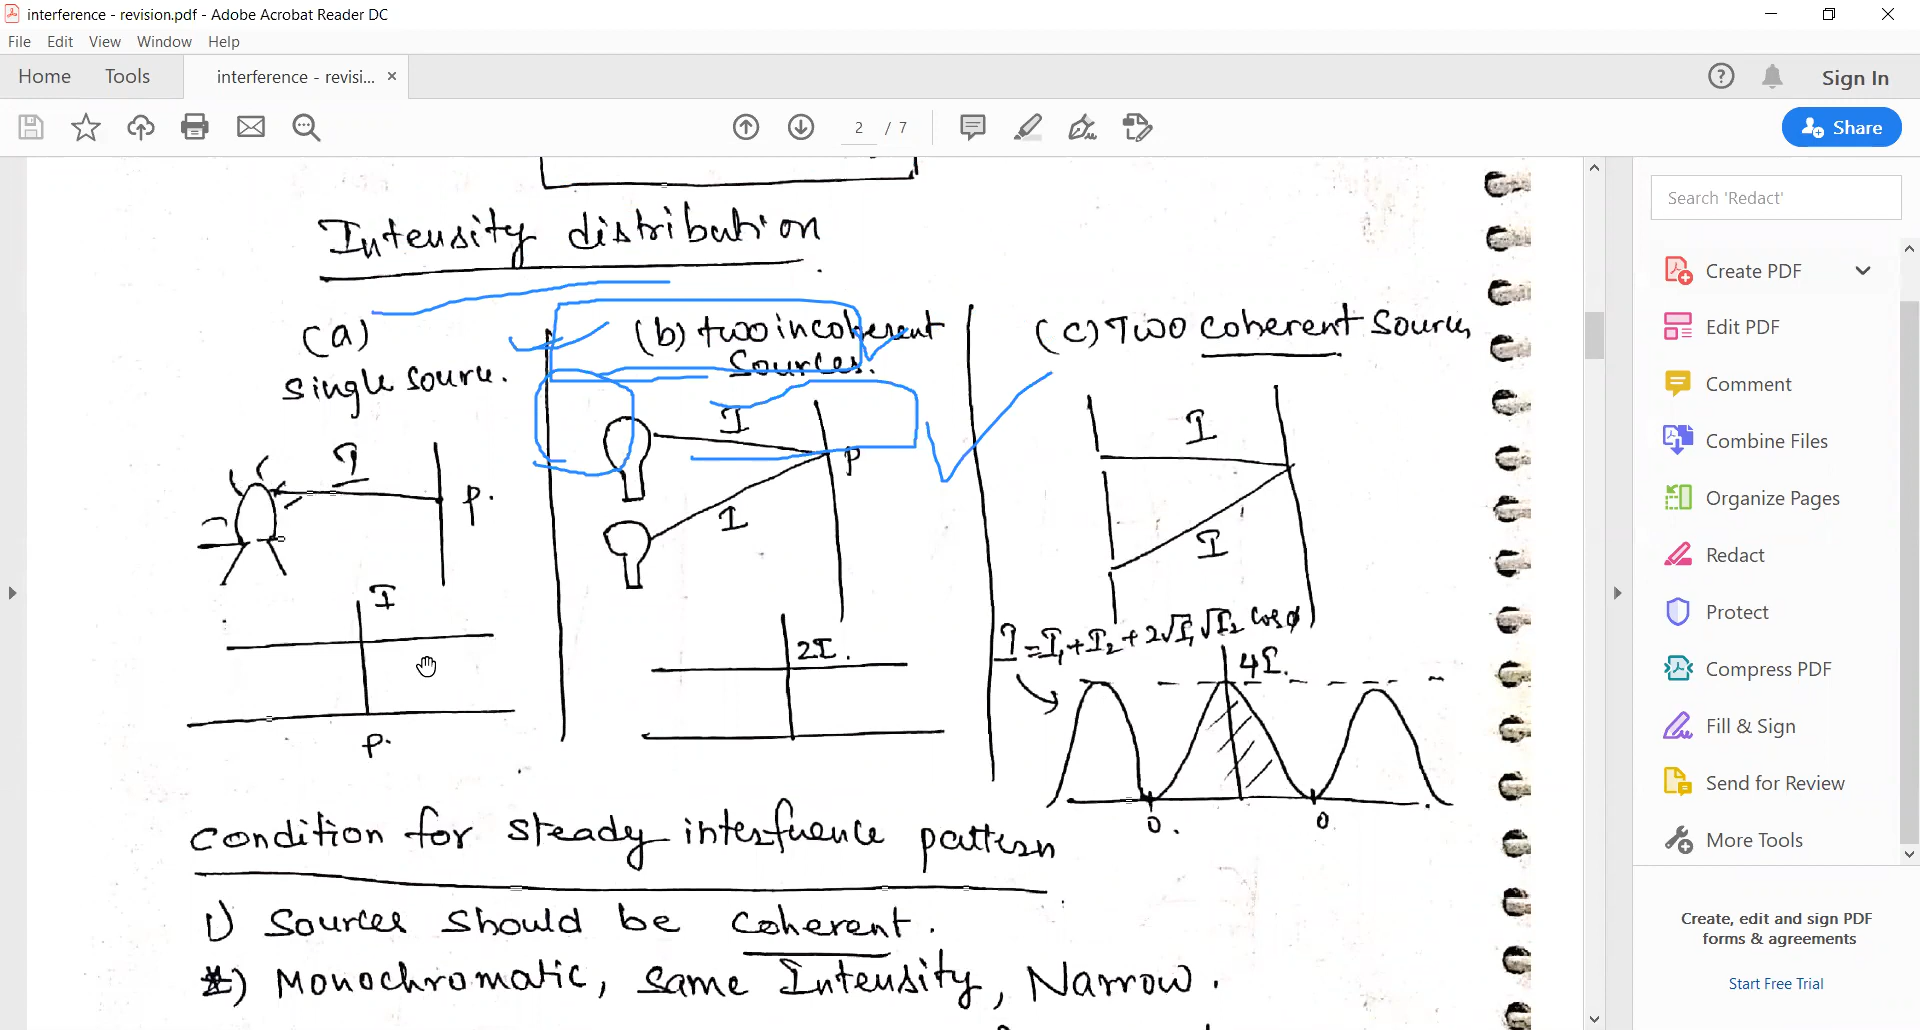 interference - revision.pdf - Adobe Acrobat Reader DC
File Edit View Window Help
Home Tools interference - revisi... × Sign In
2 / 7
Share
Intensity distribution
(a)
single source.
I
P.
I
P.
(b) two incoherent
sources.
I
P
I
2I.
(c) Two coherent sources
I
I
I = I₁ + I₂ + 2√I₁ √I₂ cos φ
4I.
0. 0.
condition for steady interference pattern
1) Sources should be coherent.
*) Monochromatic, same Intensity, Narrow.
Search 'Redact'
Create PDF
Edit PDF
Comment
Combine Files
Organize Pages
Redact
Protect
Compress PDF
Fill & Sign
Send for Review
More Tools
Create, edit and sign PDF
forms & agreements
Start Free Trial